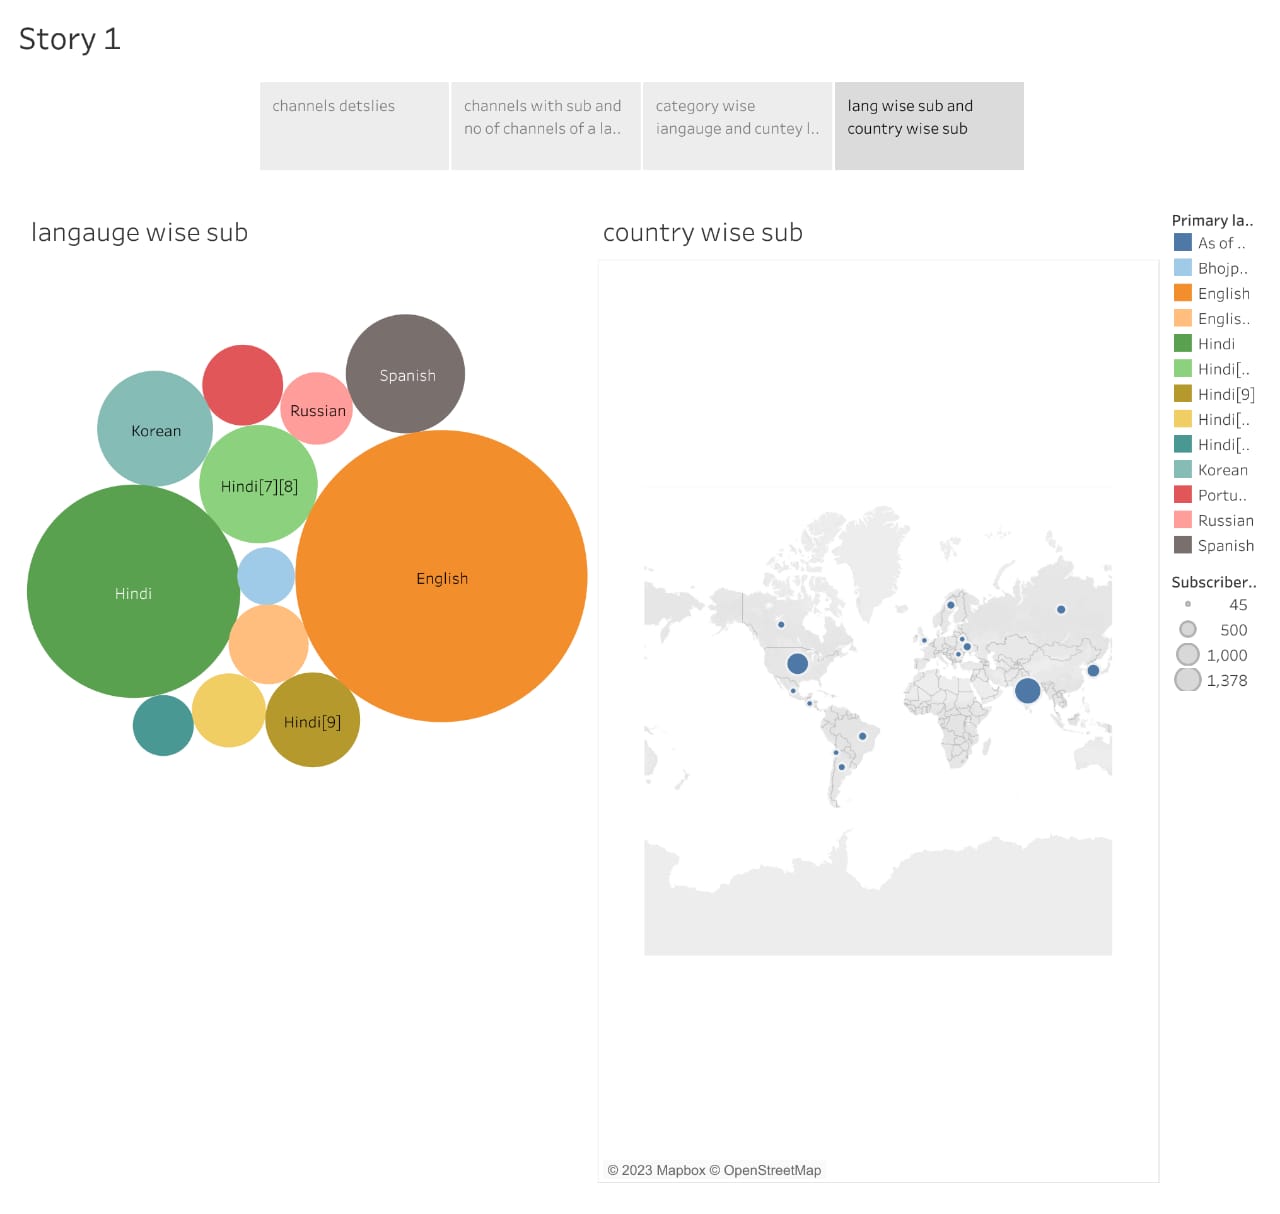 Story 1
channels detslies
channels with sub and
no of channels of a la..
category wise
iangauge and cuntey l..
lang wise sub and
country wise sub
langauge wise sub
Spanish
Russian
Korean
Hindi[7][8]
English
Hindi
Hindi[9]
country wise sub
© 2023 Mapbox © OpenStreetMap
Primary la..
As of ..
Bhojp..
English
Englis..
Hindi
Hindi[..
Hindi[9]
Hindi[..
Hindi[..
Korean
Portu..
Russian
Spanish
Subscriber..
45
500
1,000
1,378